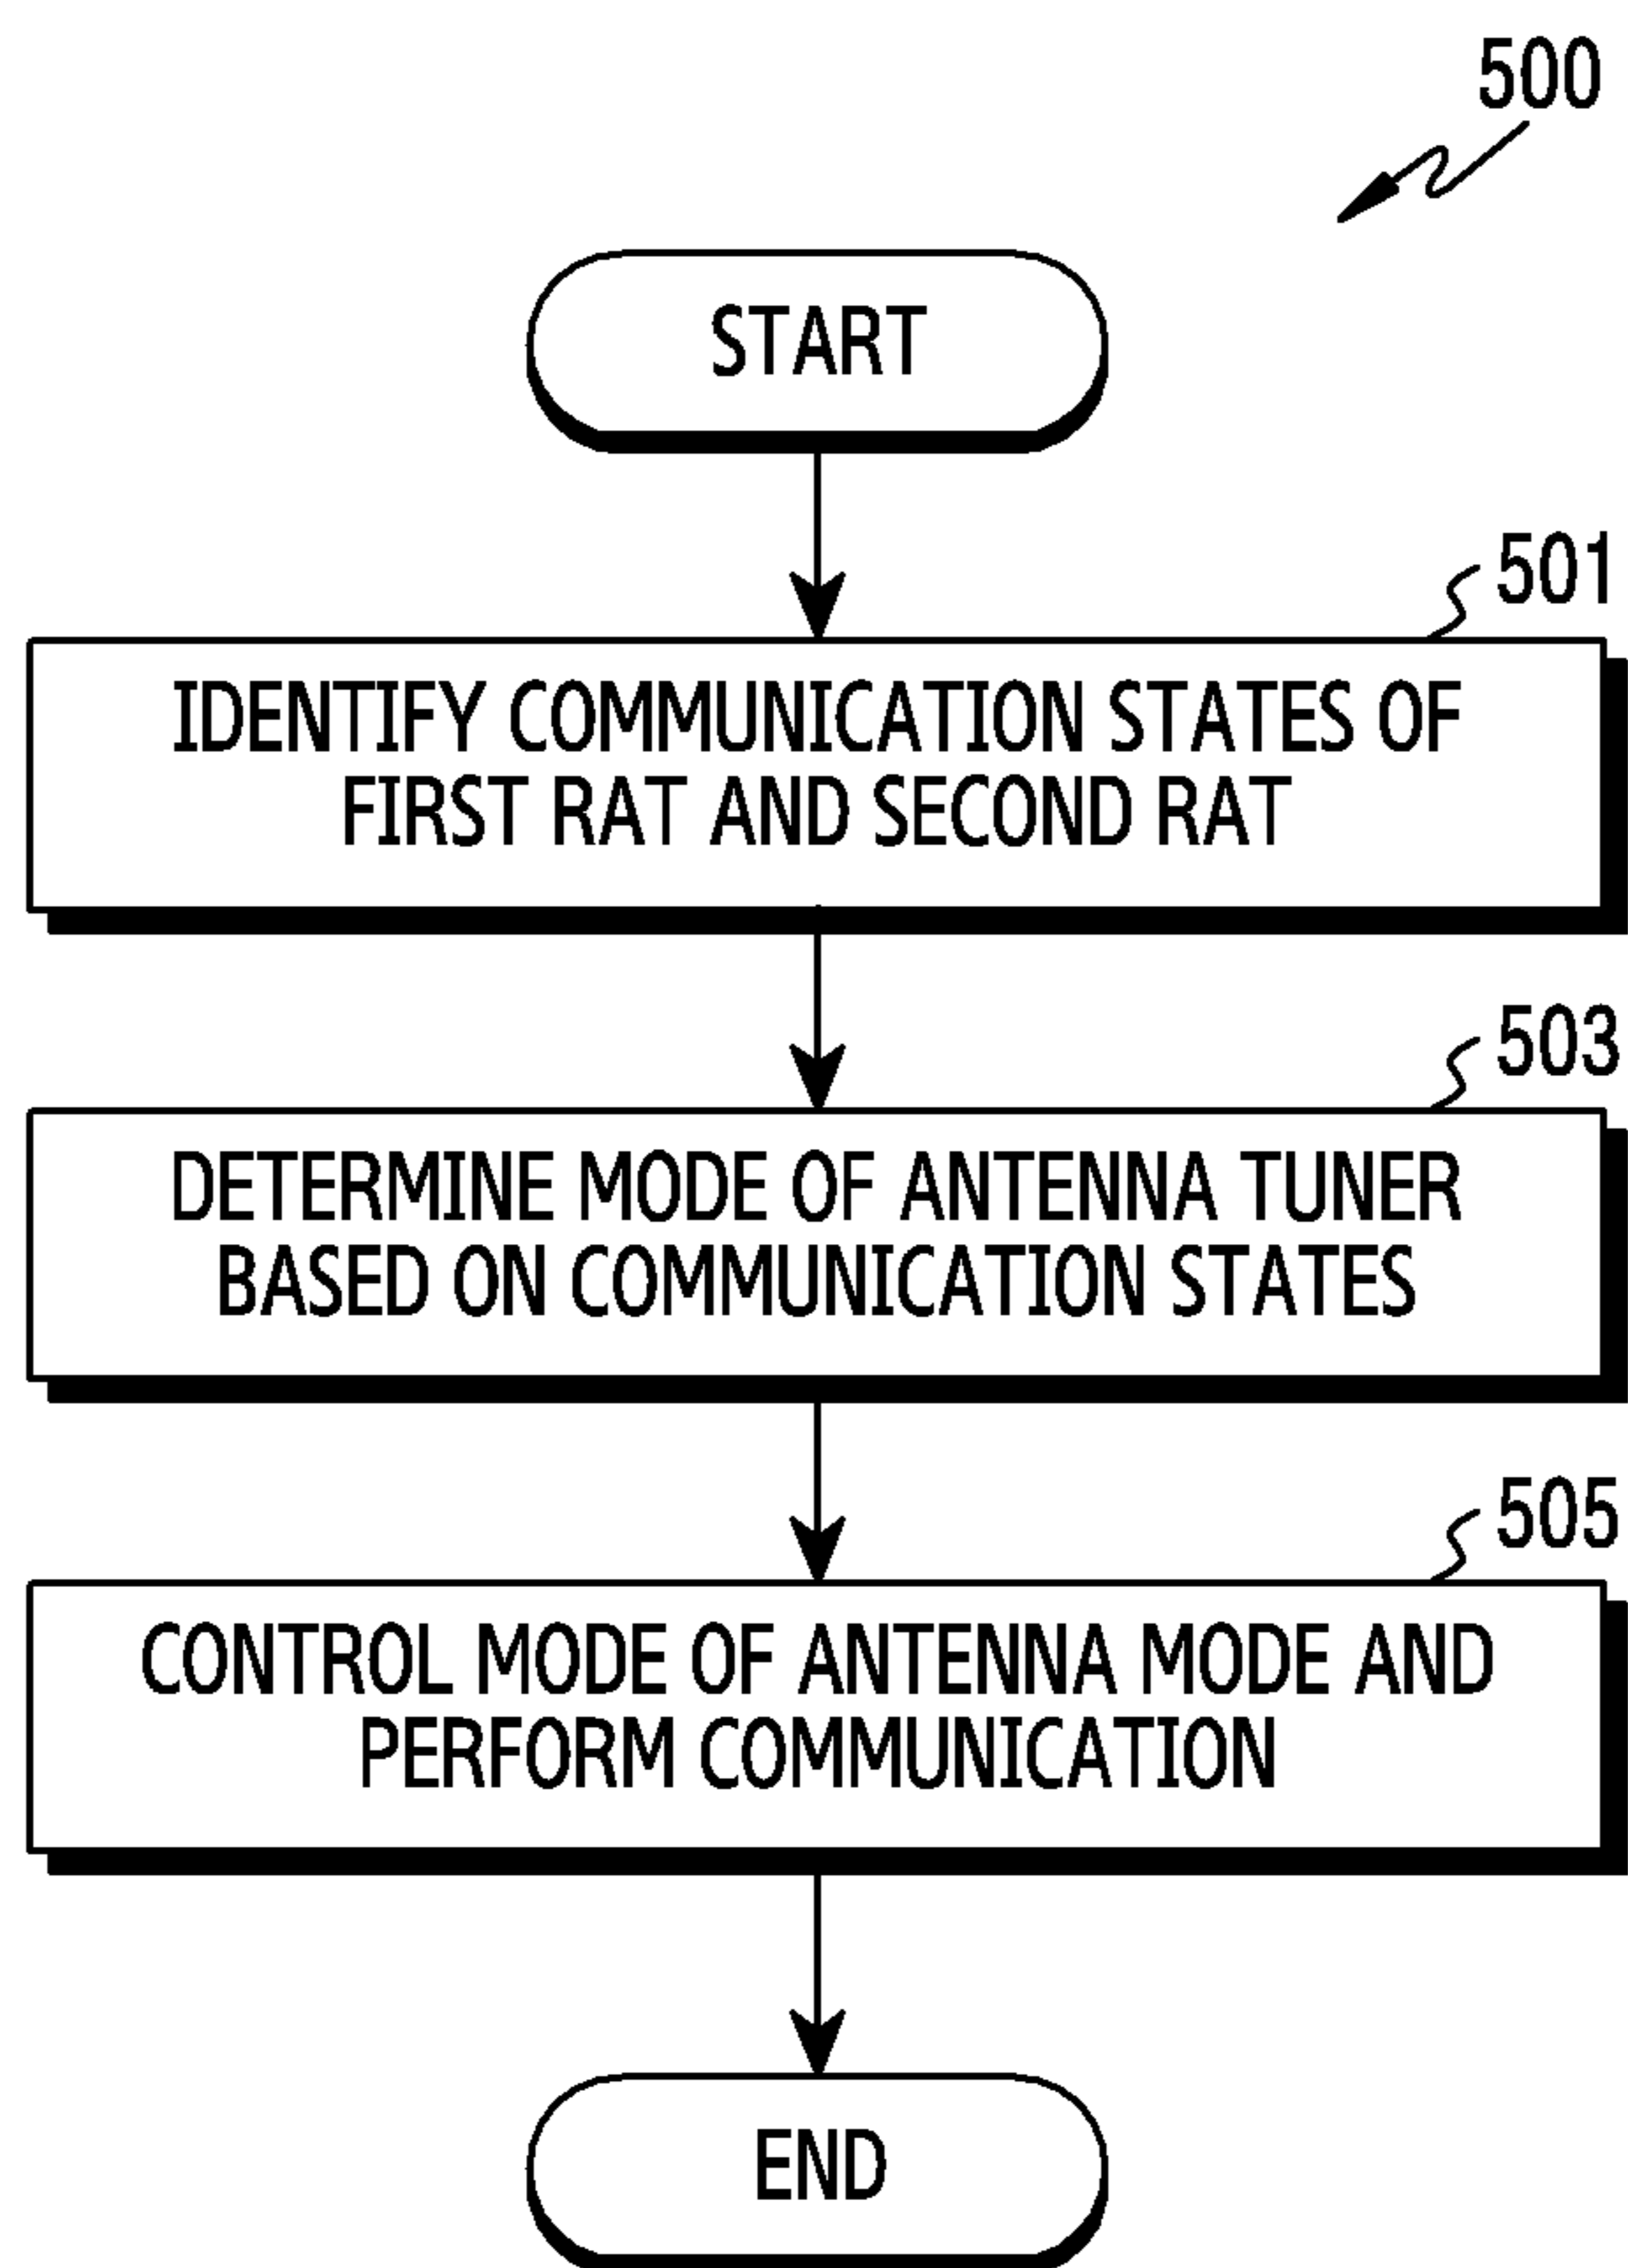 500
START
501
IDENTIFY COMMUNICATION STATES OF
FIRST RAT AND SECOND RAT
503
DETERMINE MODE OF ANTENNA TUNER
BASED ON COMMUNICATION STATES
505
CONTROL MODE OF ANTENNA MODE AND
PERFORM COMMUNICATION
END